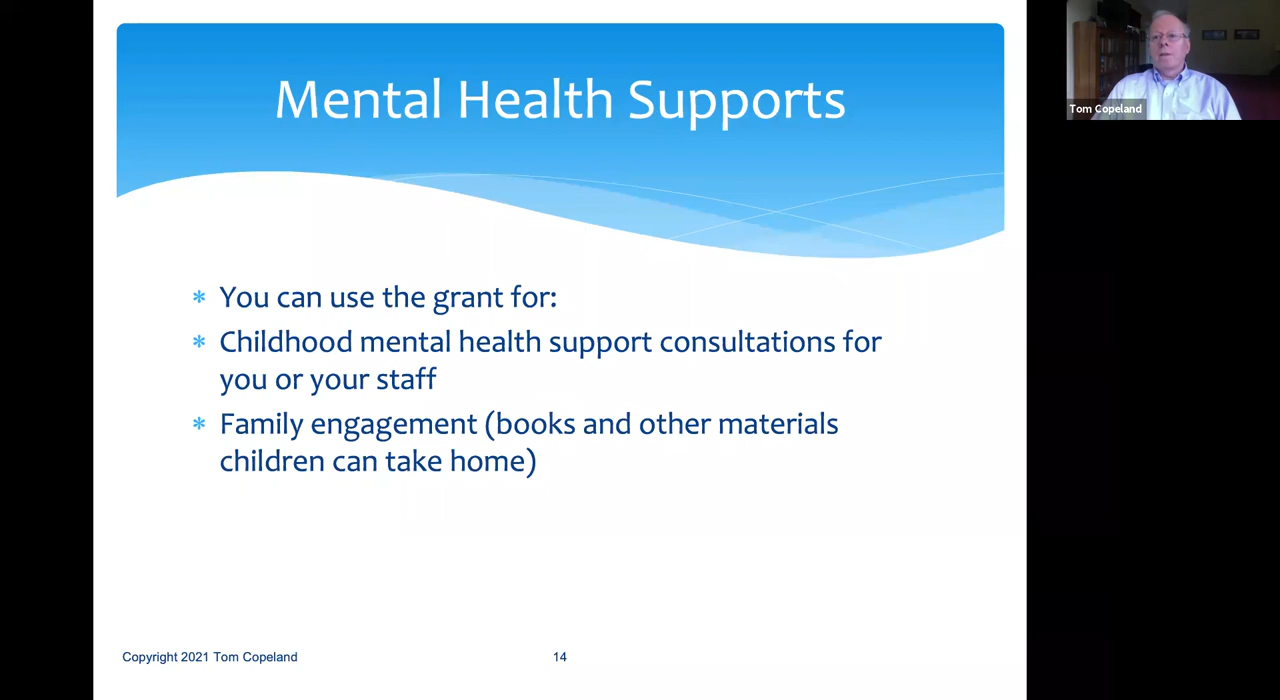 Mental Health Supports
Tom Copeland
* You can use the grant for:
* Childhood mental health support consultations for
you or your staff
* Family engagement (books and other materials
children can take home)
Copyright 2021 Tom Copeland
14